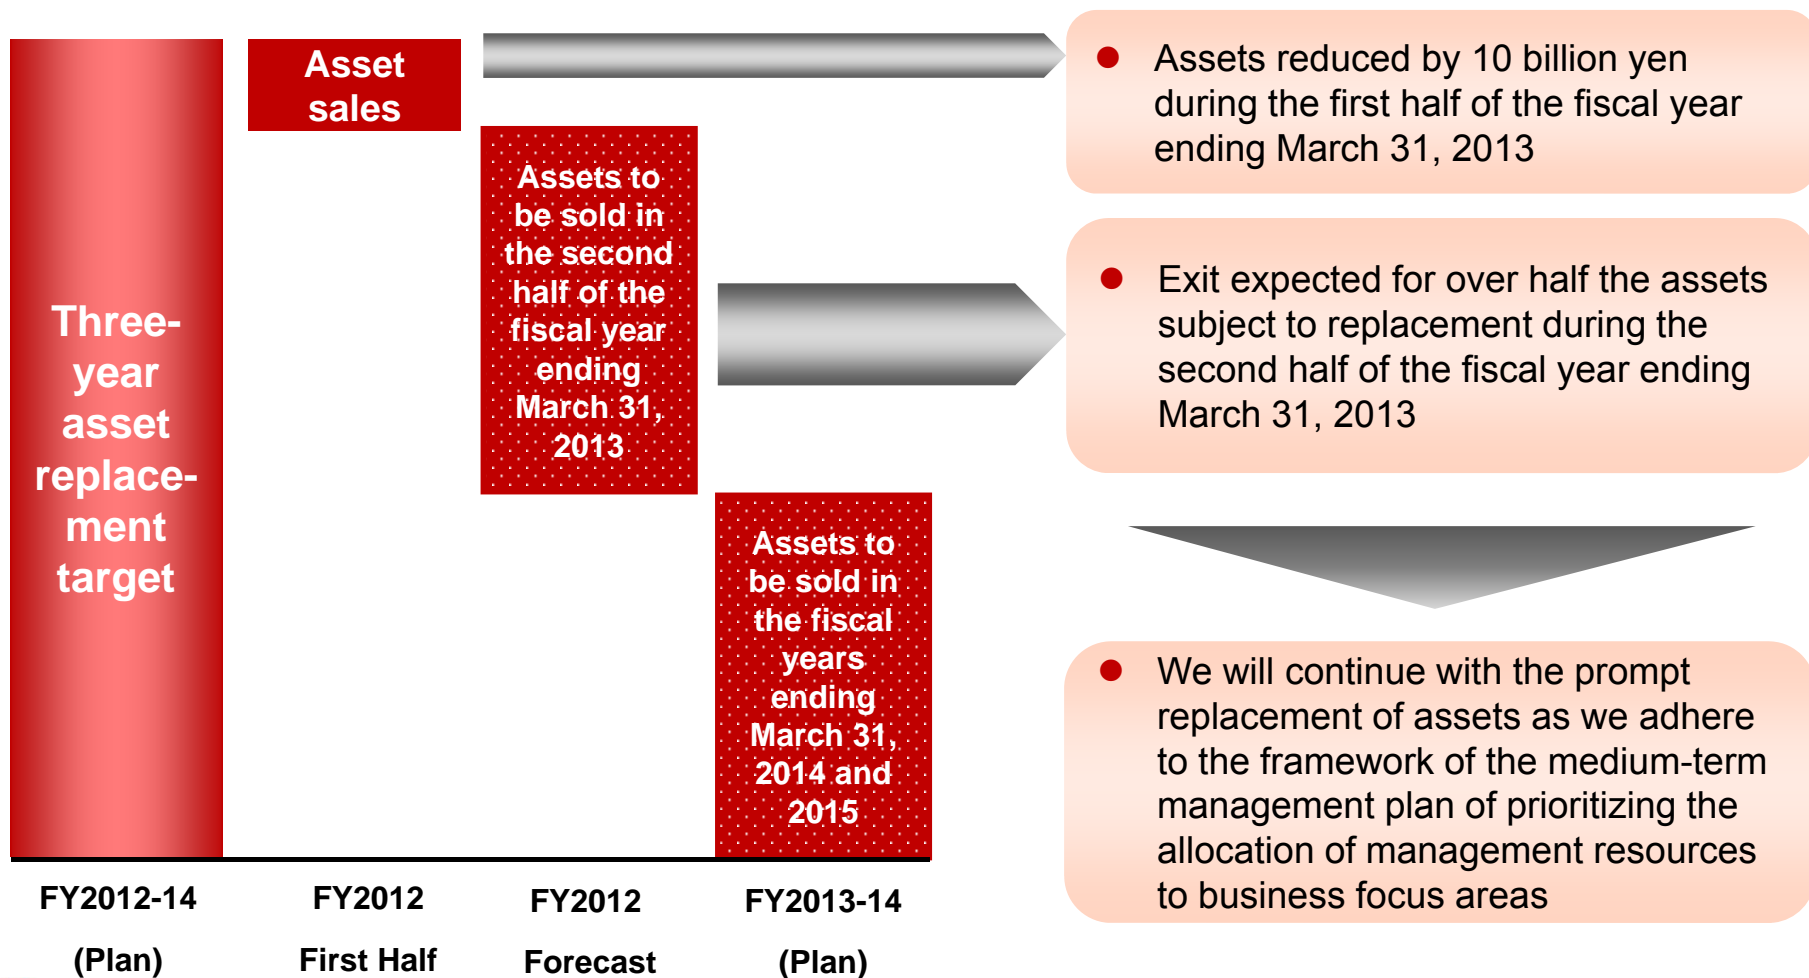 Three-
year
asset
replace-
ment
target
Asset
sales
Assets to
be sold in
the second
half of the
fiscal year
ending
March 31,
2013
Assets to
be sold in
the fiscal
years
ending
March 31,
2014 and
2015
FY2012-14
(Plan)
FY2012
First Half
FY2012
Forecast
FY2013-14
(Plan)
● Assets reduced by 10 billion yen
during the first half of the fiscal year
ending March 31, 2013
● Exit expected for over half the assets
subject to replacement during the
second half of the fiscal year ending
March 31, 2013
● We will continue with the prompt
replacement of assets as we adhere
to the framework of the medium-term
management plan of prioritizing the
allocation of management resources
to business focus areas